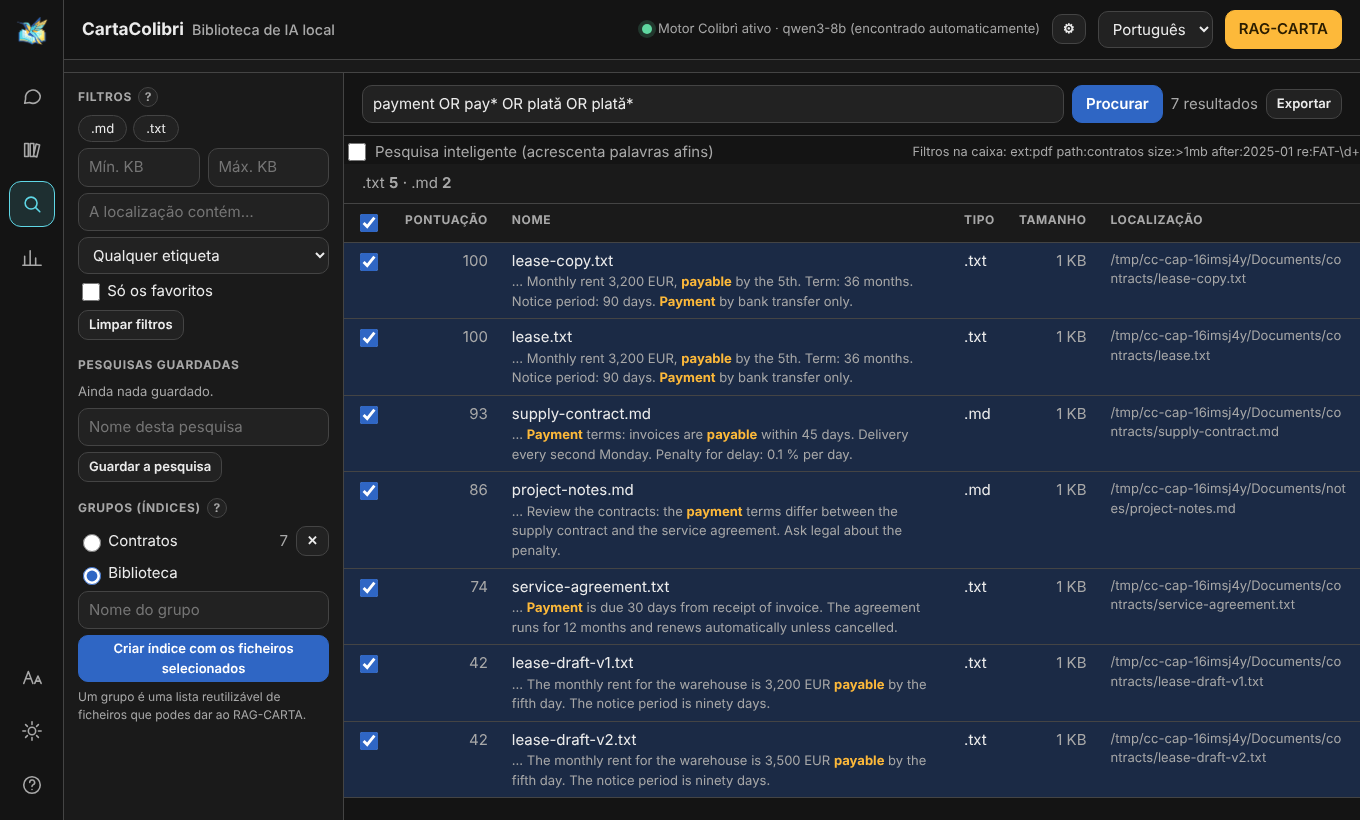 CartaColibri Biblioteca de IA local
Motor Colibrì ativo · qwen3-8b (encontrado automaticamente)
Português
RAG-CARTA
FILTROS ?
.md .txt
Mín. KB Máx. KB
A localização contém…
Qualquer etiqueta
Só os favoritos
Limpar filtros
PESQUISAS GUARDADAS
Ainda nada guardado.
Nome desta pesquisa
Guardar a pesquisa
GRUPOS (ÍNDICES) ?
Contratos 7 ✕
Biblioteca
Nome do grupo
Criar índice com os ficheiros
selecionados
Um grupo é uma lista reutilizável de
ficheiros que podes dar ao RAG-CARTA.
payment OR pay* OR plată OR plată*
Procurar 7 resultados Exportar
Pesquisa inteligente (acrescenta palavras afins)
Filtros na caixa: ext:pdf path:contratos size:>1mb after:2025-01 re:FAT-\d+
.txt 5 · .md 2
PONTUAÇÃO NOME TIPO TAMANHO LOCALIZAÇÃO
100 lease-copy.txt .txt 1 KB /tmp/cc-cap-16imsj4y/Documents/co
ntracts/lease-copy.txt
… Monthly rent 3,200 EUR, payable by the 5th. Term: 36 months.
Notice period: 90 days. Payment by bank transfer only.
100 lease.txt .txt 1 KB /tmp/cc-cap-16imsj4y/Documents/co
ntracts/lease.txt
… Monthly rent 3,200 EUR, payable by the 5th. Term: 36 months.
Notice period: 90 days. Payment by bank transfer only.
93 supply-contract.md .md 1 KB /tmp/cc-cap-16imsj4y/Documents/co
ntracts/supply-contract.md
… Payment terms: invoices are payable within 45 days. Delivery
every second Monday. Penalty for delay: 0.1 % per day.
86 project-notes.md .md 1 KB /tmp/cc-cap-16imsj4y/Documents/not
es/project-notes.md
… Review the contracts: the payment terms differ between the
supply contract and the service agreement. Ask legal about the
penalty.
74 service-agreement.txt .txt 1 KB /tmp/cc-cap-16imsj4y/Documents/co
ntracts/service-agreement.txt
… Payment is due 30 days from receipt of invoice. The agreement
runs for 12 months and renews automatically unless cancelled.
42 lease-draft-v1.txt .txt 1 KB /tmp/cc-cap-16imsj4y/Documents/co
ntracts/lease-draft-v1.txt
… The monthly rent for the warehouse is 3,200 EUR payable by the
fifth day. The notice period is ninety days.
42 lease-draft-v2.txt .txt 1 KB /tmp/cc-cap-16imsj4y/Documents/co
ntracts/lease-draft-v2.txt
… The monthly rent for the warehouse is 3,500 EUR payable by the
fifth day. The notice period is ninety days.
AA